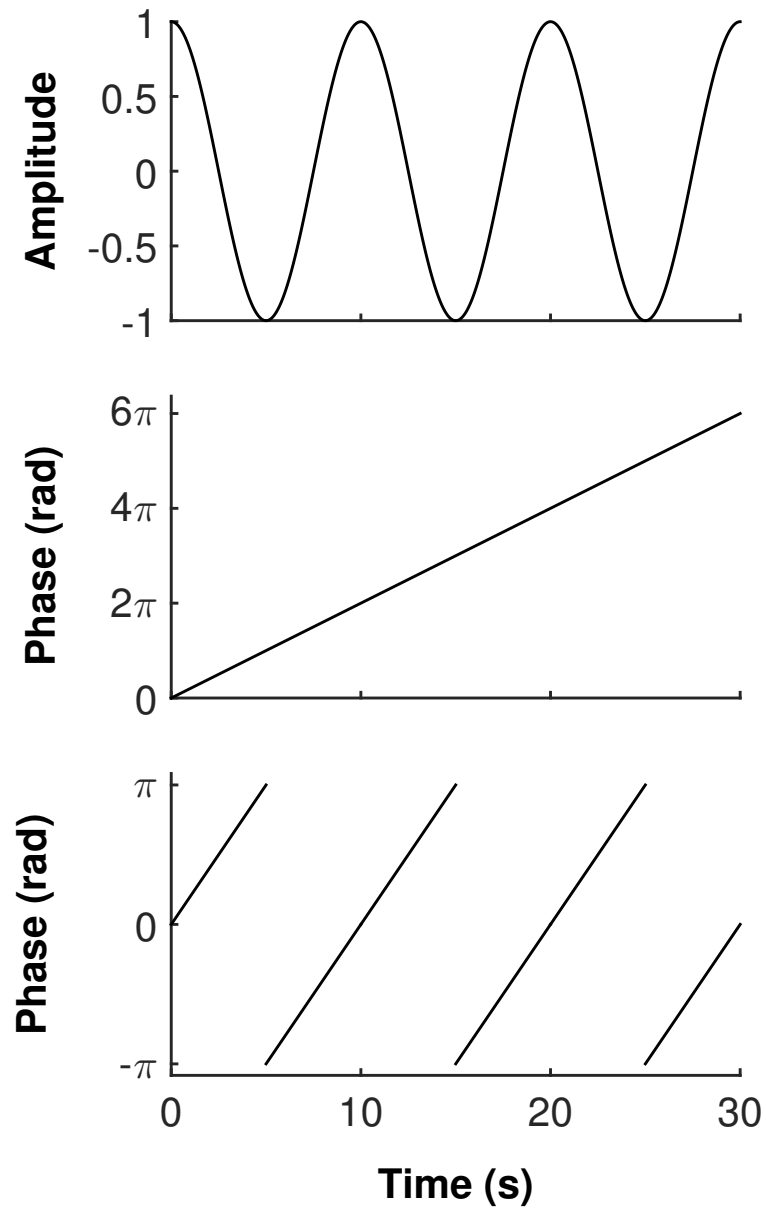 Amplitude
1
0.5
0
-0.5
-1
Phase (rad)
6π
4π
2π
0
Phase (rad)
π
0
-π
0 10 20 30
Time (s)